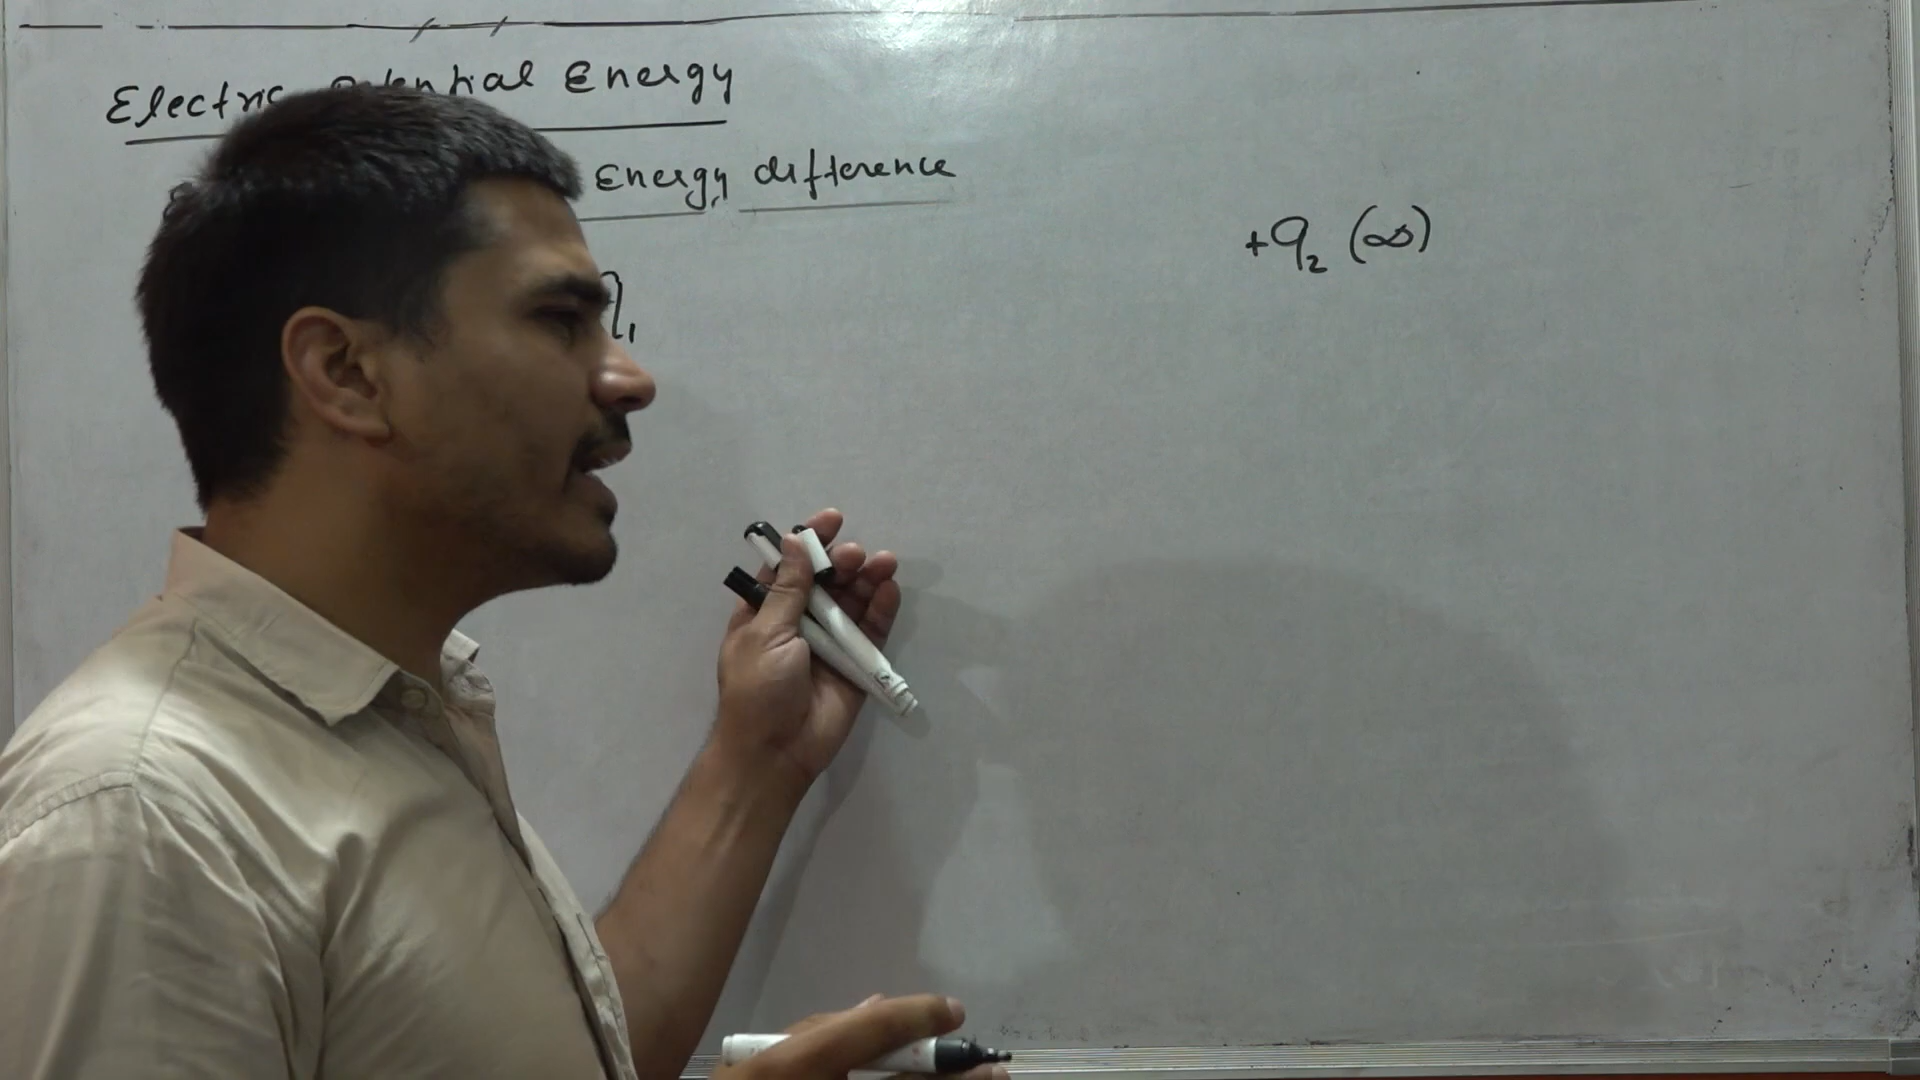 Electric Potential Energy
Energy difference
q₁
+q₂ (∞)